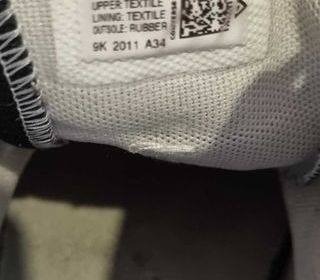 UPPER: TEXTILE
LINING: TEXTILE
OUTSOLE: RUBBER
9K 2011 A34